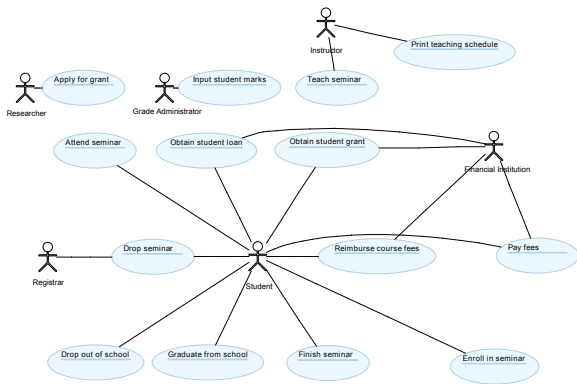 Instructor
Print teaching schedule
Apply for grant
Input student marks
Teach seminar
Researcher
Grade Administrator
Attend seminar
Obtain student loan
Obtain student grant
Financial Institution
Drop seminar
Reimburse course fees
Pay fees
Registrar
Student
Drop out of school
Graduate from school
Finish seminar
Enroll in seminar